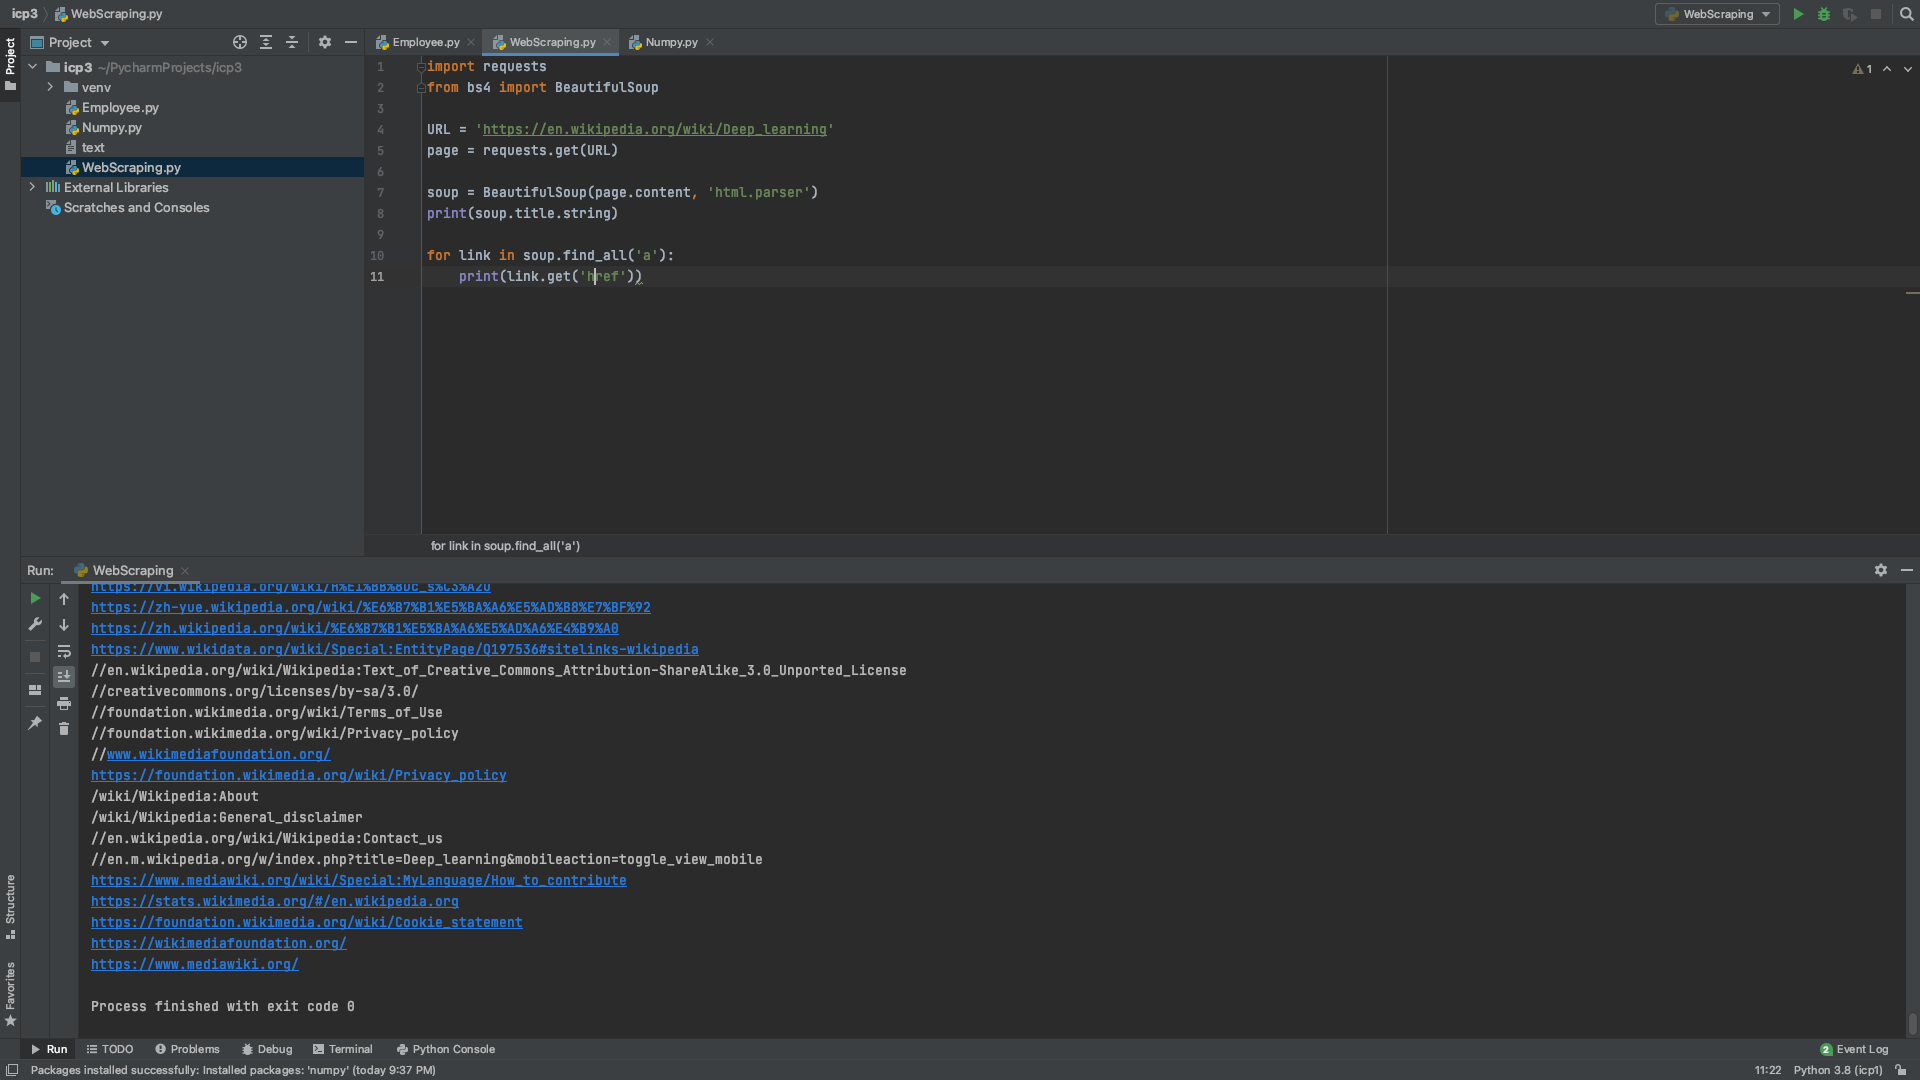 icp3 WebScraping.py WebScraping
Project Employee.py WebScraping.py Numpy.py
Project
icp3 ~/PycharmProjects/icp3
venv
Employee.py
Numpy.py
text
WebScraping.py
External Libraries
Scratches and Consoles
1 import requests
2 from bs4 import BeautifulSoup
3
4 URL = 'https://en.wikipedia.org/wiki/Deep_learning'
5 page = requests.get(URL)
6
7 soup = BeautifulSoup(page.content, 'html.parser')
8 print(soup.title.string)
9
10 for link in soup.find_all('a'):
11 print(link.get('href'))
1
for link in soup.find_all('a')
Run: WebScraping
https://vi.wikipedia.org/wiki/H%E1%BB%8Dc_s%C3%A2u
https://zh-yue.wikipedia.org/wiki/%E6%B7%B1%E5%BA%A6%E5%AD%B8%E7%BF%92
https://zh.wikipedia.org/wiki/%E6%B7%B1%E5%BA%A6%E5%AD%A6%E4%B9%A0
https://www.wikidata.org/wiki/Special:EntityPage/Q197536#sitelinks-wikipedia
//en.wikipedia.org/wiki/Wikipedia:Text_of_Creative_Commons_Attribution-ShareAlike_3.0_Unported_License
//creativecommons.org/licenses/by-sa/3.0/
//foundation.wikimedia.org/wiki/Terms_of_Use
//foundation.wikimedia.org/wiki/Privacy_policy
//www.wikimediafoundation.org/
https://foundation.wikimedia.org/wiki/Privacy_policy
/wiki/Wikipedia:About
/wiki/Wikipedia:General_disclaimer
//en.wikipedia.org/wiki/Wikipedia:Contact_us
//en.m.wikipedia.org/w/index.php?title=Deep_learning&mobileaction=toggle_view_mobile
https://www.mediawiki.org/wiki/Special:MyLanguage/How_to_contribute
https://stats.wikimedia.org/#/en.wikipedia.org
https://foundation.wikimedia.org/wiki/Cookie_statement
https://wikimediafoundation.org/
https://www.mediawiki.org/
Process finished with exit code 0
Structure
Favorites
Run TODO Problems Debug Terminal Python Console 2 Event Log
Packages installed successfully: Installed packages: 'numpy' (today 9:37 PM) 11:22 Python 3.8 (icp1)